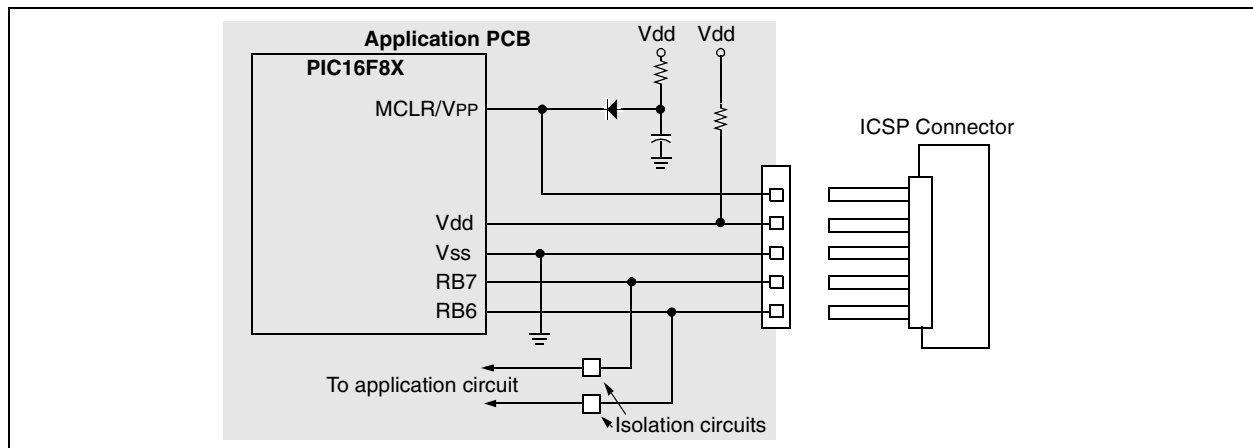 Application PCB
Vdd
Vdd
PIC16F8X
MCLR/VPP
ICSP Connector
Vdd
Vss
RB7
RB6
To application circuit
Isolation circuits